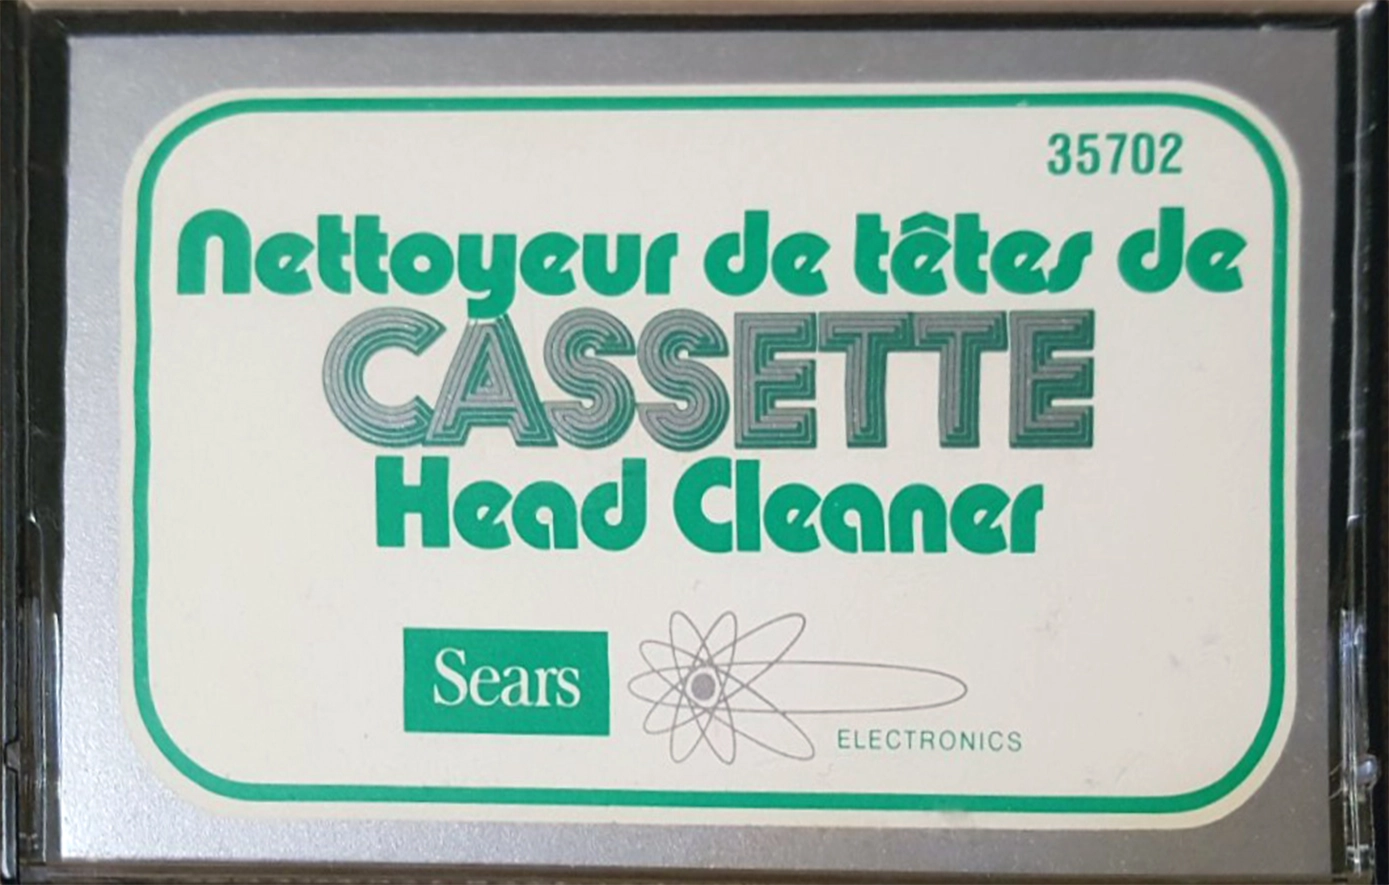 35702
Nettoyeur de têtes de
CASSETTE
Head Cleaner
Sears
ELECTRONICS